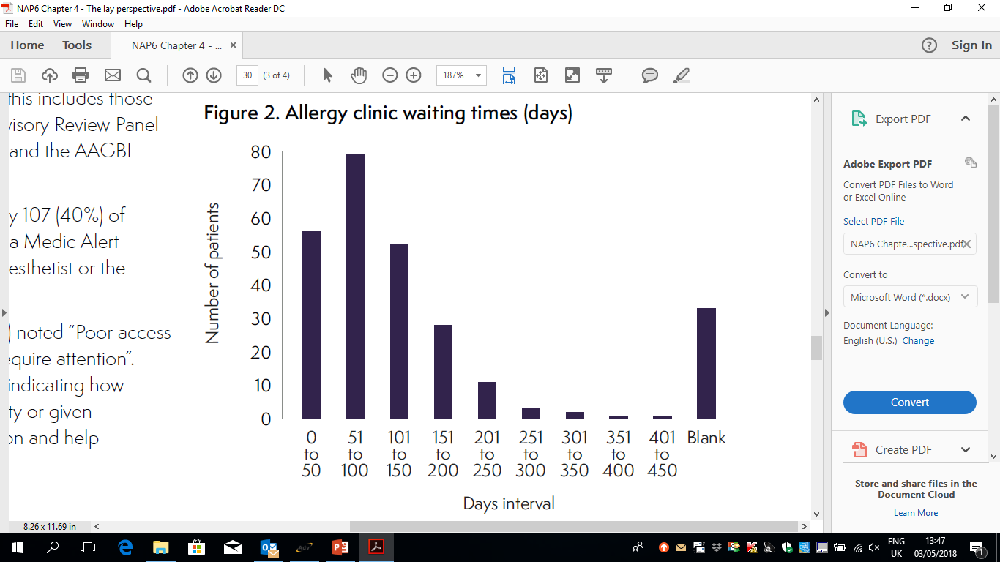 NAP6 Chapter 4 - The lay perspective.pdf - Adobe Acrobat Reader DC
File Edit View Window Help
Home Tools NAP6 Chapter 4 - ... × ? Sign In
30 (3 of 4) 187%
this includes those
visory Review Panel
and the AAGBI
y 107 (40%) of
a Medic Alert
esthetist or the
) noted “Poor access
equire attention”.
indicating how
ty or given
on and help
Figure 2. Allergy clinic waiting times (days)
Number of patients
80
70
60
50
40
30
20
10
0
0 to 50
51 to 100
101 to 150
151 to 200
201 to 250
251 to 300
301 to 350
351 to 400
401 to 450
Blank
Days interval
8.26 x 11.69 in
Export PDF
Adobe Export PDF
Convert PDF Files to Word
or Excel Online
Select PDF File
NAP6 Chapte...spective.pdf
Convert to
Microsoft Word (*.docx)
Document Language:
English (U.S.) Change
Convert
Create PDF
Store and share files in the
Document Cloud
Learn More
ENG
UK
13:47
03/05/2018
1